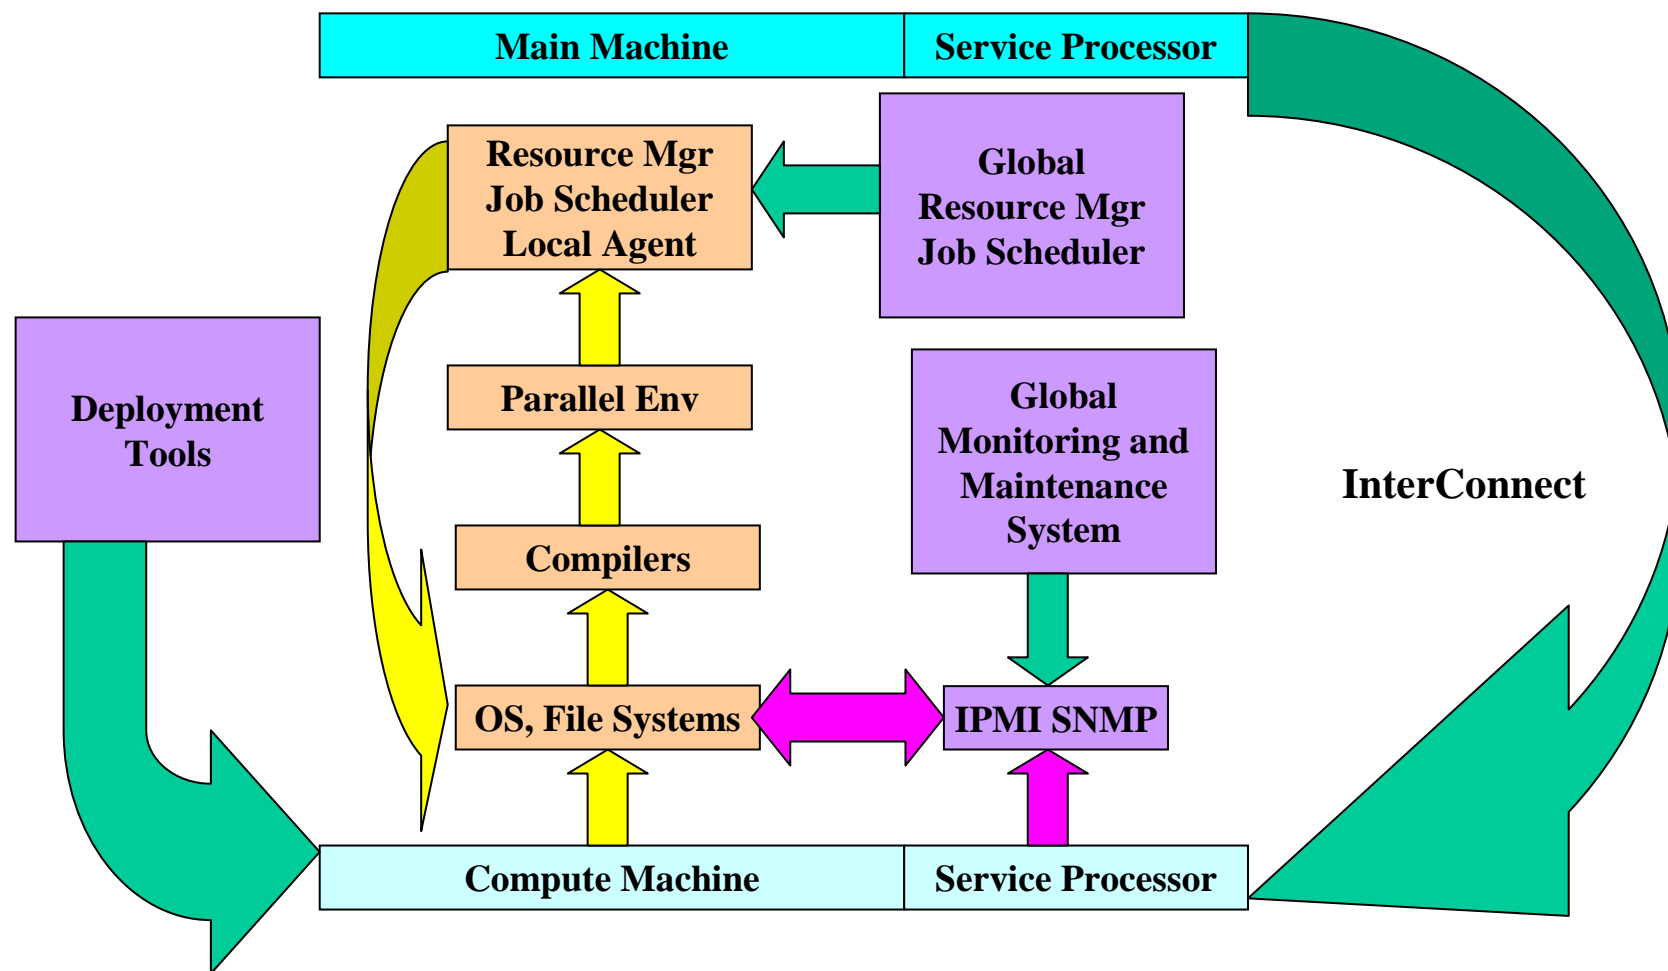 Main Machine
Service Processor
Resource Mgr
Job Scheduler
Local Agent
Global
Resource Mgr
Job Scheduler
Deployment
Tools
Parallel Env
Global
Monitoring and
Maintenance
System
InterConnect
Compilers
OS, File Systems
IPMI SNMP
Compute Machine
Service Processor